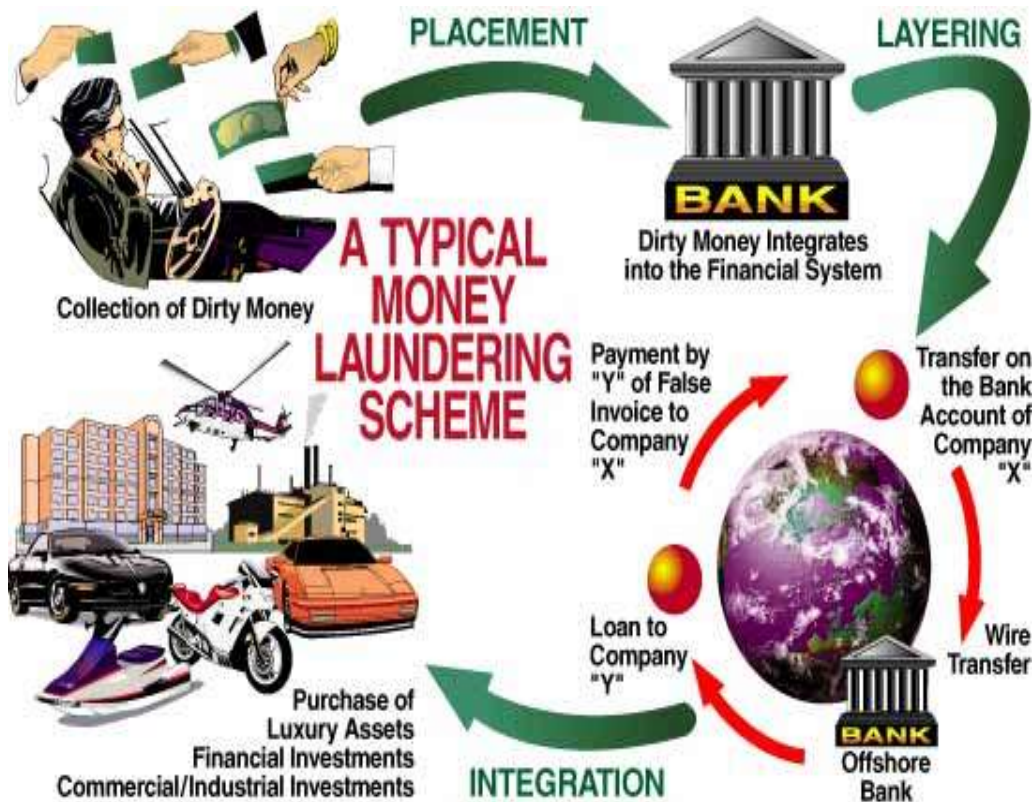 PLACEMENT
LAYERING
BANK
Dirty Money Integrates
into the Financial System
Collection of Dirty Money
A TYPICAL
MONEY
LAUNDERING
SCHEME
Payment by
"Y" of False
Invoice to
Company
"X"
Transfer on
the Bank
Account of
Company
"X"
Loan to
Company
"Y"
Wire
Transfer
BANK
Offshore
Bank
Purchase of
Luxury Assets
Financial Investments
Commercial/Industrial Investments
INTEGRATION